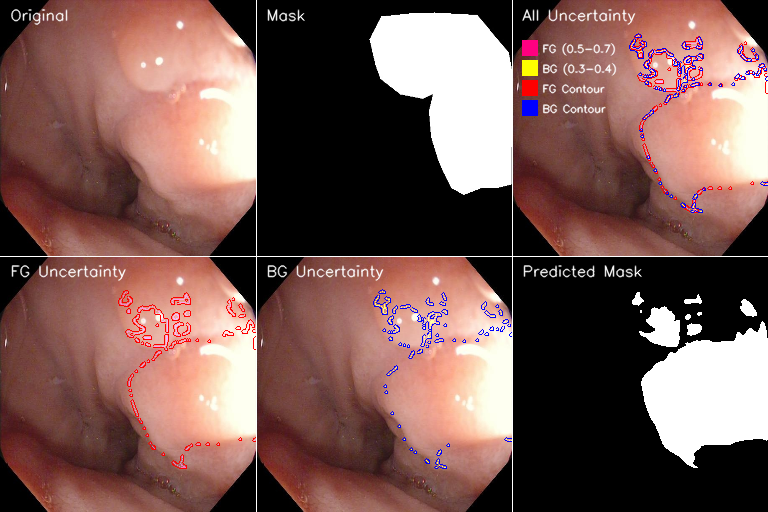 Original
Mask
All Uncertainty
FG (0.5-0.7)
BG (0.3-0.4)
FG Contour
BG Contour
FG Uncertainty
BG Uncertainty
Predicted Mask